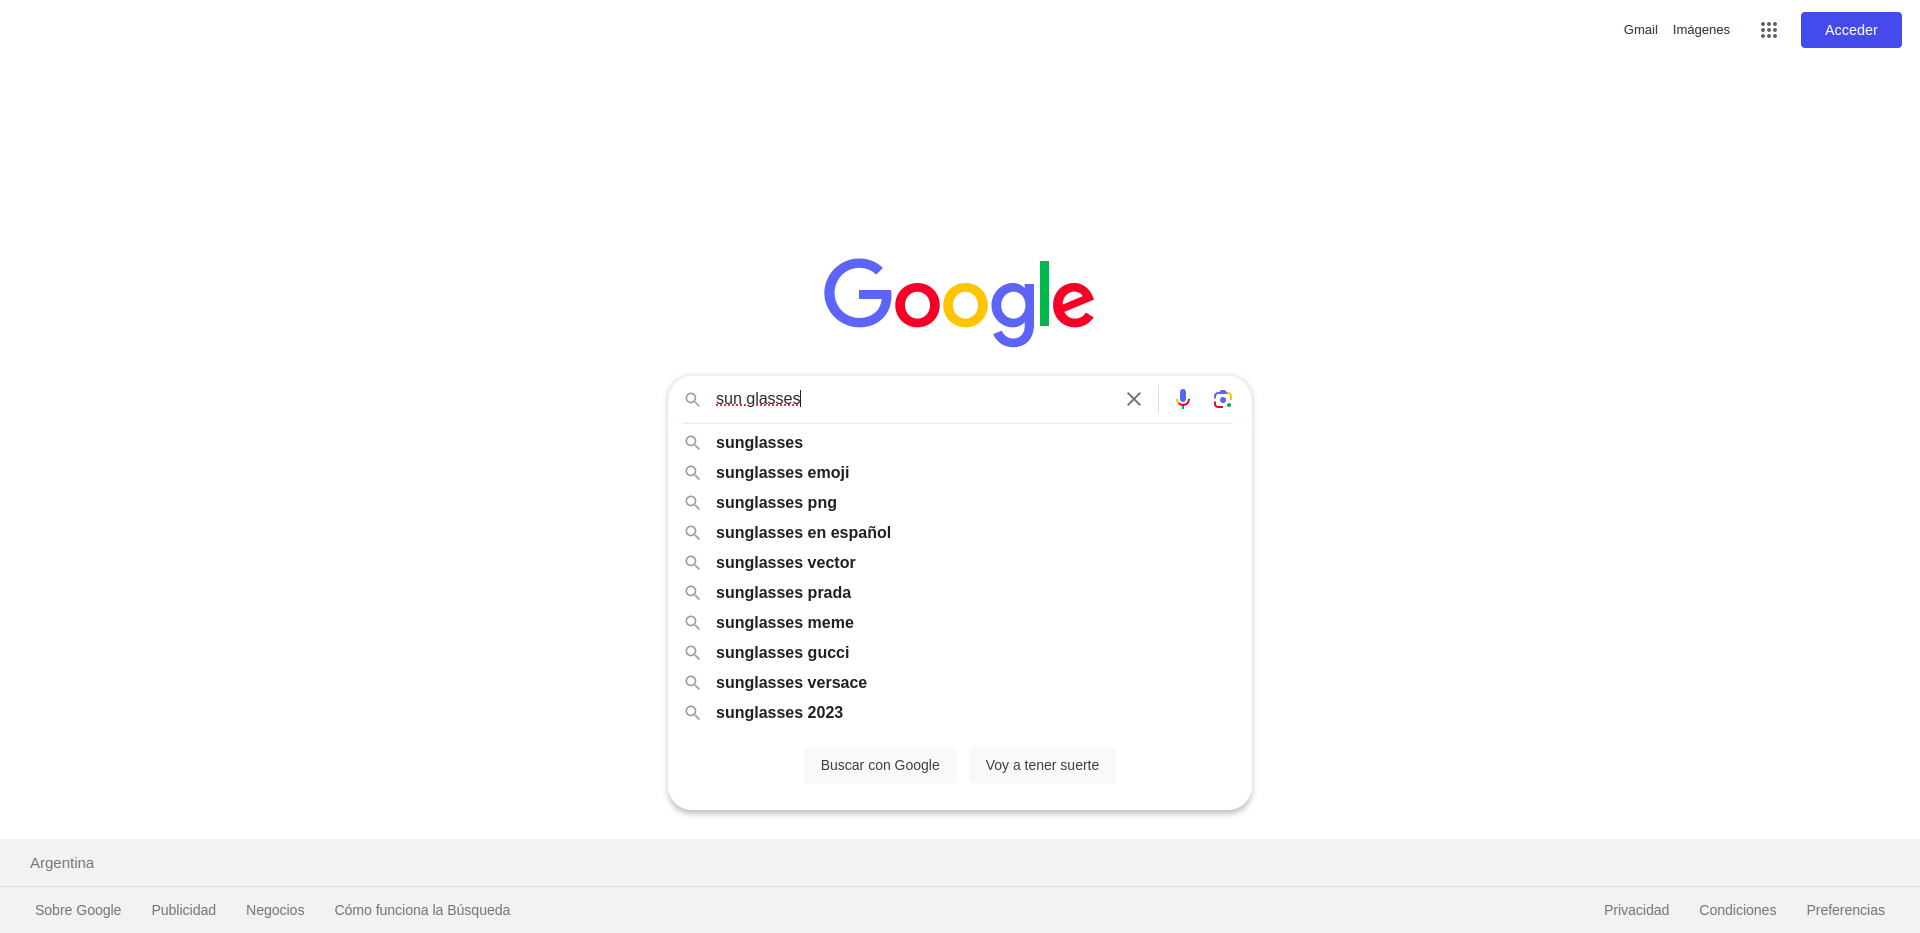 Gmail Imágenes Acceder
Google
sun glasses
sunglasses
sunglasses emoji
sunglasses png
sunglasses en español
sunglasses vector
sunglasses prada
sunglasses meme
sunglasses gucci
sunglasses versace
sunglasses 2023
Buscar con Google Voy a tener suerte
Argentina
Sobre Google Publicidad Negocios Cómo funciona la Búsqueda Privacidad Condiciones Preferencias